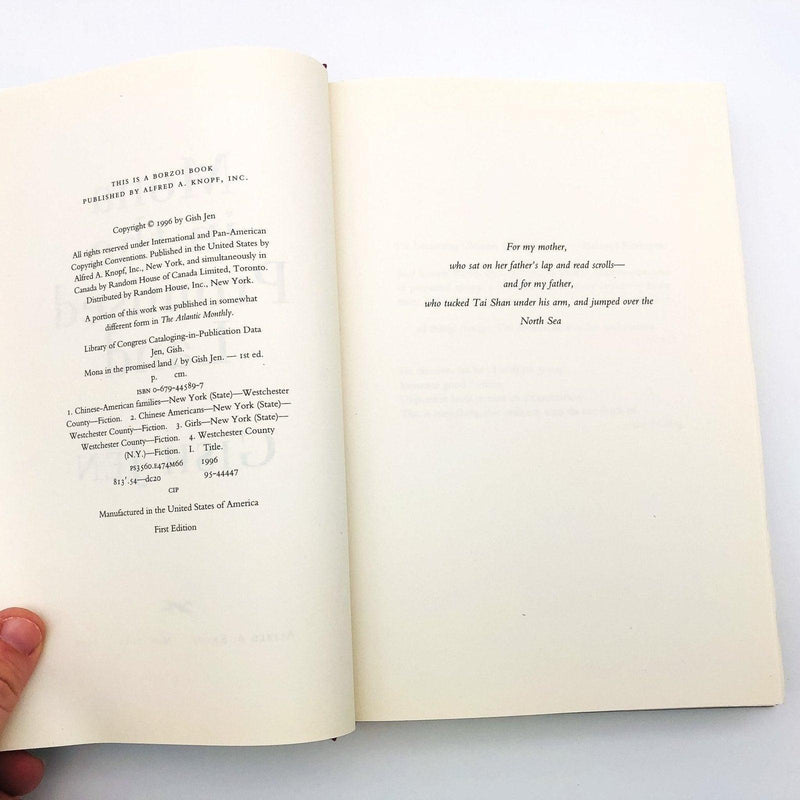 THIS IS A BORZOI BOOK
PUBLISHED BY ALFRED A. KNOPF, INC.
Copyright © 1996 by Gish Jen
All rights reserved under International and Pan-American
Copyright Conventions. Published in the United States by
Alfred A. Knopf, Inc., New York, and simultaneously in
Canada by Random House of Canada Limited, Toronto.
Distributed by Random House, Inc., New York.
A portion of this work was published in somewhat
different form in The Atlantic Monthly.
Library of Congress Cataloging-in-Publication Data
Jen, Gish.
Mona in the promised land / by Gish Jen. — 1st ed.
p. cm.
ISBN 0-679-44589-7
1. Chinese-American families—New York (State)—Westchester
County—Fiction. 2. Chinese Americans—New York (State)—
Westchester County—Fiction. 3. Girls—New York (State)—
Westchester County—Fiction. 4. Westchester County
(N.Y.)—Fiction. I. Title.
PS3560.E474M66 1996
813'.54—dc20 95-44447
CIP
Manufactured in the United States of America
First Edition
For my mother,
who sat on her father's lap and read scrolls—
and for my father,
who tucked Tai Shan under his arm, and jumped over the
North Sea